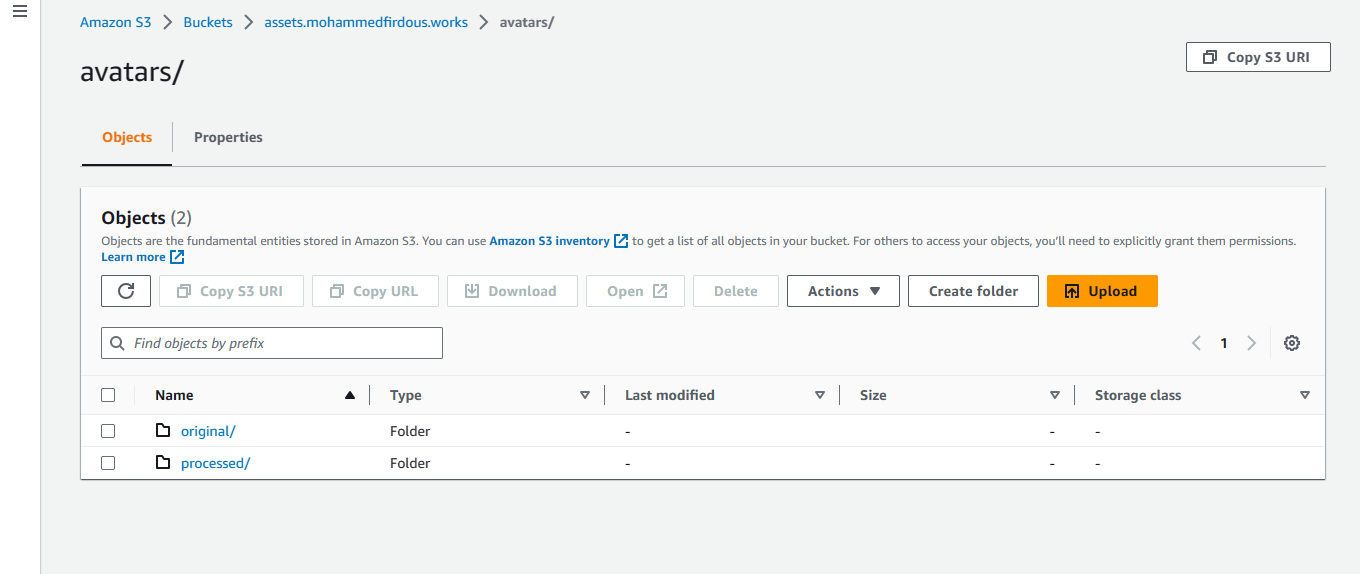 Amazon S3 > Buckets > assets.mohammedfirdous.works > avatars/
avatars/
Copy S3 URI
Objects Properties
Objects (2)
Objects are the fundamental entities stored in Amazon S3. You can use Amazon S3 inventory to get a list of all objects in your bucket. For others to access your objects, you'll need to explicitly grant them permissions.
Learn more
Copy S3 URI Copy URL Download Open Delete Actions Create folder Upload
Find objects by prefix 1
Name Type Last modified Size Storage class
original/ Folder - - -
processed/ Folder - - -